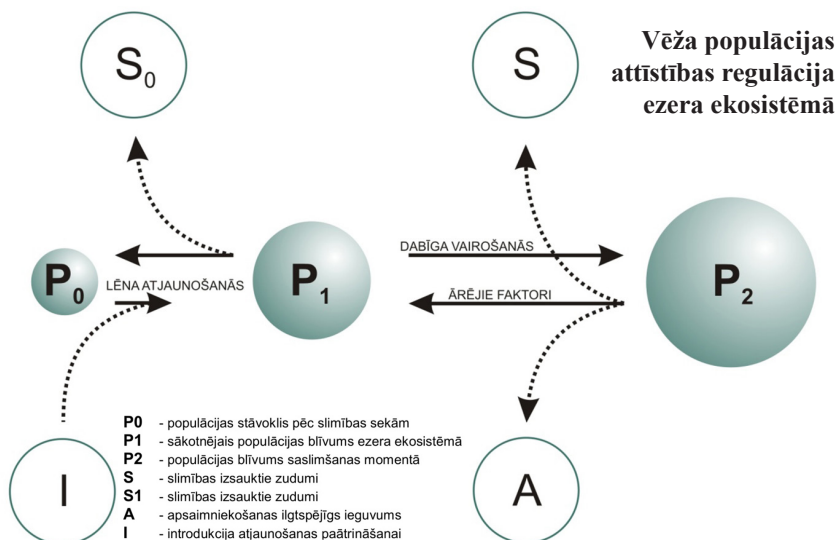 Vēža populācijas
attīstības regulācija
ezera ekosistēmā
S0
S
P0
LĒNA ATJAUNOŠANĀS
P1
DABĪGA VAIROŠANĀS
ĀRĒJIE FAKTORI
P2
I
A
P0 - populācijas stāvoklis pēc slimības sekām
P1 - sākotnējais populācijas blīvums ezera ekosistēmā
P2 - populācijas blīvums saslimšanas momentā
S - slimības izsauktie zudumi
S1 - slimības izsauktie zudumi
A - apsaimniekošanas ilgtspējīgs ieguvums
I - introdukcija atjaunošanas paātrināšanai